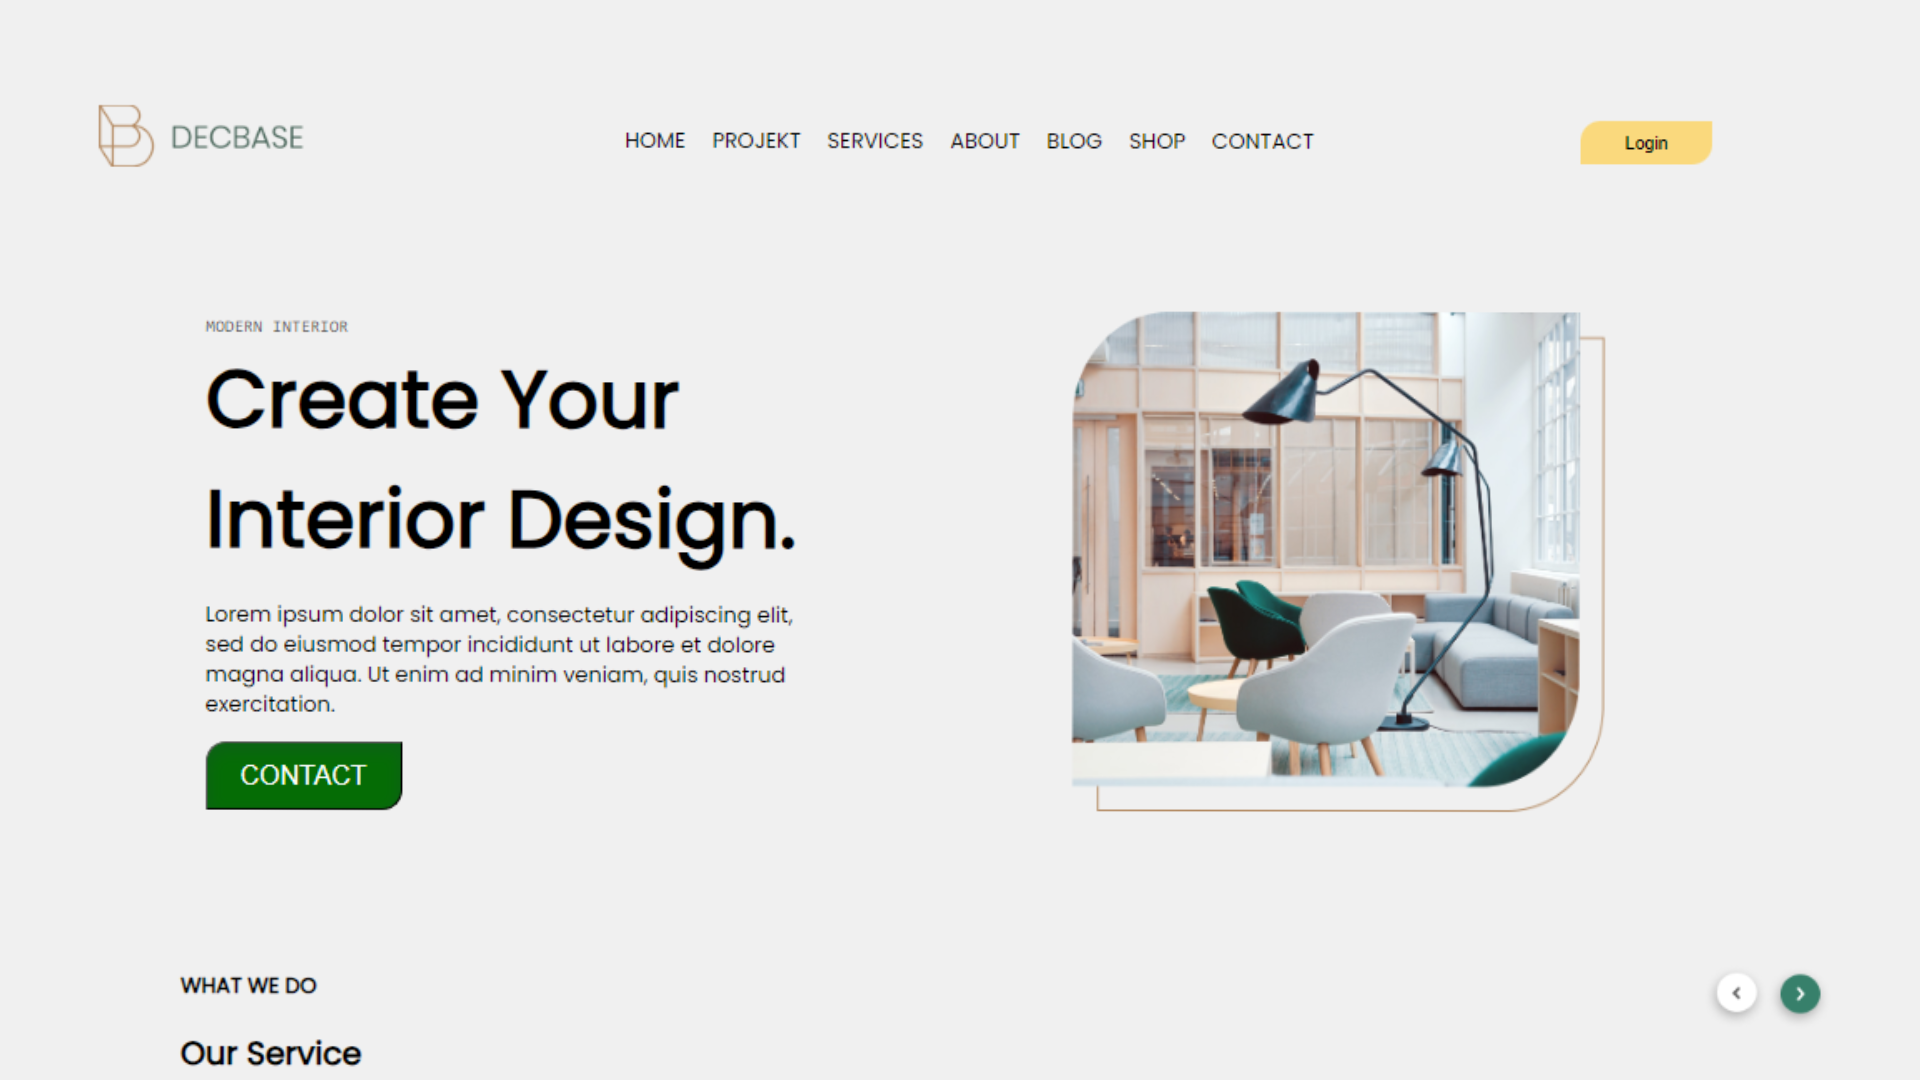 DECBASE
HOME PROJEKT SERVICES ABOUT BLOG SHOP CONTACT
Login
MODERN INTERIOR
Create Your
Interior Design.
Lorem ipsum dolor sit amet, consectetur adipiscing elit,
sed do eiusmod tempor incididunt ut labore et dolore
magna aliqua. Ut enim ad minim veniam, quis nostrud
exercitation.
CONTACT
WHAT WE DO
Our Service